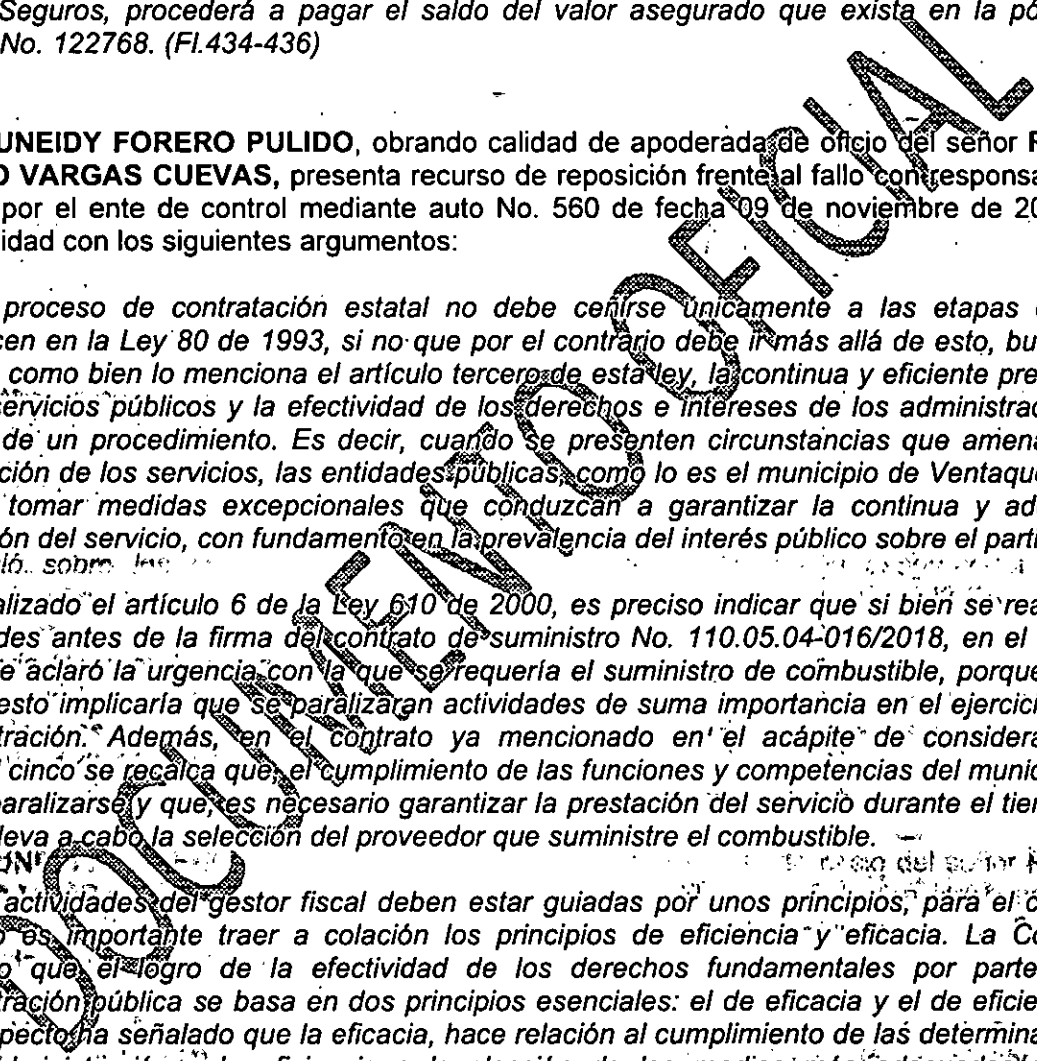 Seguros, procederá a pagar el saldo del valor asegurado que exista en la pó
No. 122768. (Fl.434-436)
UNEIDY FORERO PULIDO, obrando calidad de apoderada de oficio del señor R
O VARGAS CUEVAS, presenta recurso de reposición frente al fallo con responsa
por el ente de control mediante auto No. 560 de fecha 09 de noviembre de 20
idad con los siguientes argumentos:
proceso de contratación estatal no debe ceñirse únicamente a las etapas
cen en la Ley 80 de 1993, si no que por el contrario debe ir más allá de esto, bu
como bien lo menciona el artículo tercero de esta ley, la continua y eficiente pre
servicios públicos y la efectividad de los derechos e intereses de los administrad
de un procedimiento. Es decir, cuando se presenten circunstancias que amena
ción de los servicios, las entidades públicas, como lo es el municipio de Ventaque
tomar medidas excepcionales que conduzcan a garantizar la continua y ad
ón del servicio, con fundamento en la prevalencia del interés público sobre el parti
ló. sobre
alizado el artículo 6 de la Ley 610 de 2000, es preciso indicar que si bien se rea
des antes de la firma del contrato de suministro No. 110.05.04-016/2018, en el
e aclaró la urgencia con la que se requería el suministro de combustible, porque
esto implicaría que se paralizaran actividades de suma importancia en el ejercici
tración. Además, en el contrato ya mencionado en el acápite de considera
cinco se recalca que, el cumplimiento de las funciones y competencias del munic
paralizarse y que, es necesario garantizar la prestación del servicio durante el tien
lleva a cabo la selección del proveedor que suministre el combustible.
UNE del señor R
actividades del gestor fiscal deben estar guiadas por unos principios, para el c
o es importante traer a colación los principios de eficiencia y eficacia. La Co
o que el logro de la efectividad de los derechos fundamentales por parte
tración pública se basa en dos principios esenciales: el de eficacia y el de eficie
specto ha señalado que la eficacia, hace relación al cumplimiento de las determina
DOCUMENTO OFICIAL